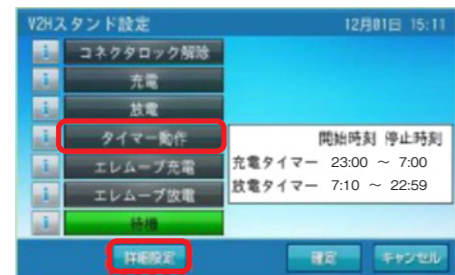 V2Hスタンド設定 12月01日 15:11
i コネクタロック解除
i 充電
i 放電
i タイマー動作
開始時刻 停止時刻
i エレムーブ充電
充電タイマー 23:00 ～ 7:00
i エレムーブ放電
放電タイマー 7:10 ～ 22:59
i 待機
詳細設定 確定 キャンセル